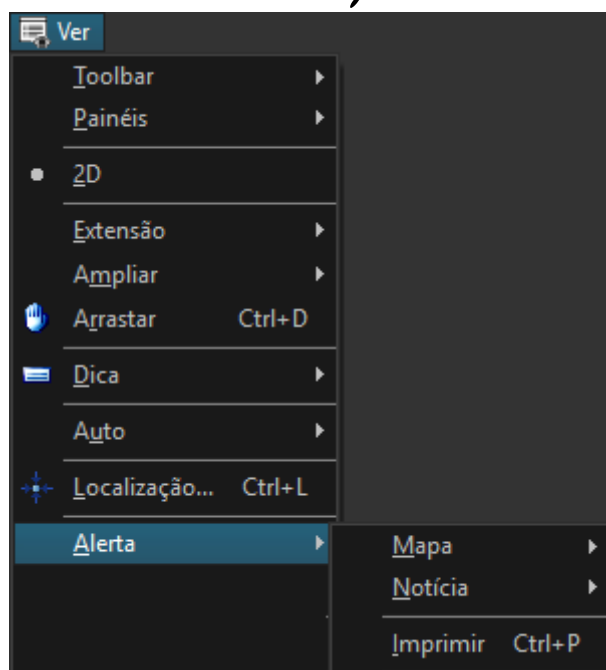 Ver
Toolbar
Painéis
2D
Extensão
Ampliar
Arrastar Ctrl+D
Dica
Auto
Localização... Ctrl+L
Alerta
Mapa
Notícia
Imprimir Ctrl+P